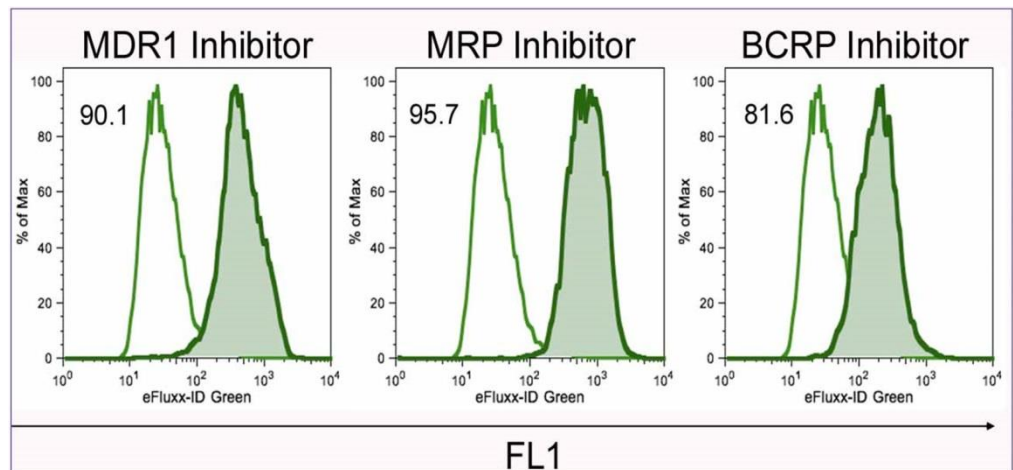 MDR1 Inhibitor
MRP Inhibitor
BCRP Inhibitor
90.1
95.7
81.6
% of Max
100
80
60
40
20
0
10⁰ 10¹ 10² 10³ 10⁴
eFluxx-ID Green
% of Max
100
80
60
40
20
0
10⁰ 10¹ 10² 10³ 10⁴
eFluxx-ID Green
% of Max
100
80
60
40
20
0
10⁰ 10¹ 10² 10³ 10⁴
eFluxx-ID Green
FL1